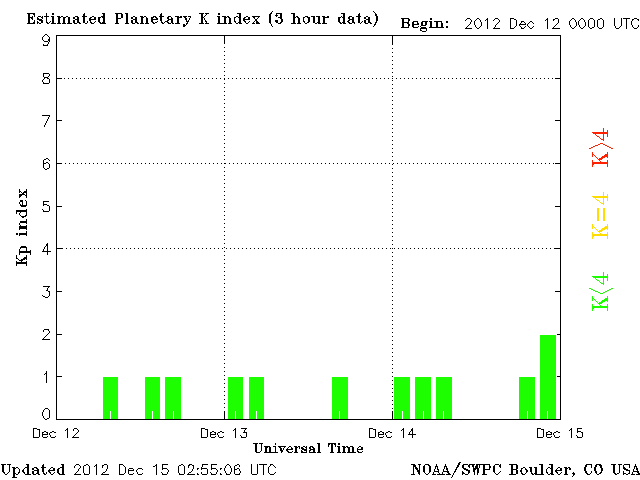 Estimated Planetary K index (3 hour data) Begin: 2012 Dec 12 0000 UTC
9
8
7
6
5
4
3
2
1
0
Kp index
K>4
K=4
K<4
Dec 12 Dec 13 Dec 14 Dec 15
Universal Time
Updated 2012 Dec 15 02:55:06 UTC NOAA/SWPC Boulder, CO USA